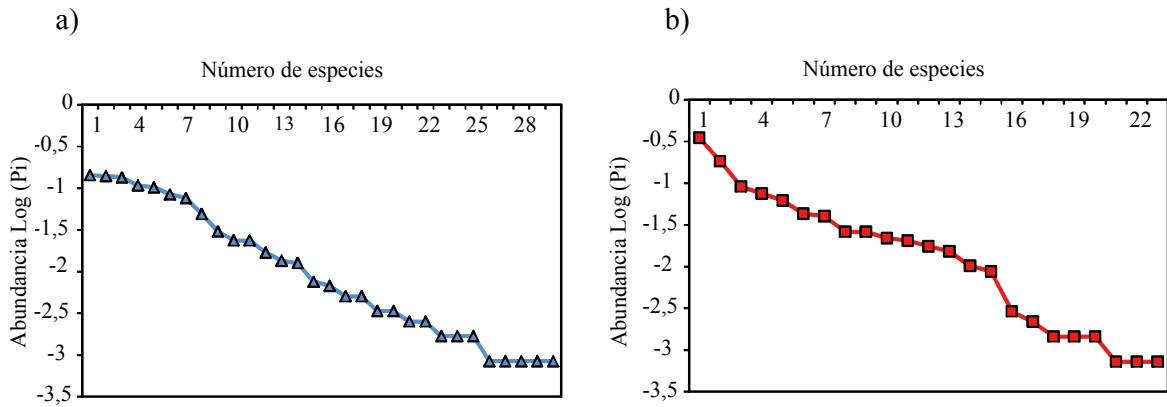 a)
Número de especies
0
-0,5
-1
-1,5
-2
-2,5
-3
-3,5
1 4 7 10 13 16 19 22 25 28
Abundancia Log (Pi)
b)
Número de especies
0
-0,5
-1
-1,5
-2
-2,5
-3
-3,5
1 4 7 10 13 16 19 22
Abundancia Log (Pi)